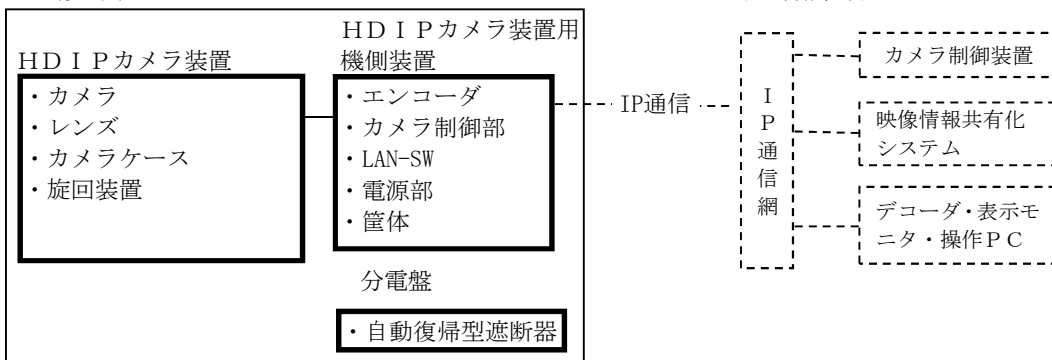 HDIPカメラ装置
・カメラ
・レンズ
・カメラケース
・旋回装置
HDIPカメラ装置用
機側装置
・エンコーダ
・カメラ制御部
・LAN-SW
・電源部
・筐体
分電盤
・自動復帰型遮断器
IP通信
IP通信網
カメラ制御装置
映像情報共有化
システム
デコーダ・表示モ
ニタ・操作PC